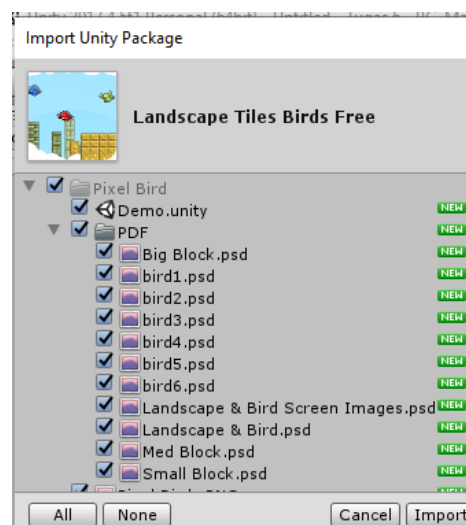 Import Unity Package
Landscape Tiles Birds Free
Pixel Bird
Demo.unity NEW
PDF NEW
Big Block.psd NEW
bird1.psd NEW
bird2.psd NEW
bird3.psd NEW
bird4.psd NEW
bird5.psd NEW
bird6.psd NEW
Landscape & Bird Screen Images.psd NEW
Landscape & Bird.psd NEW
Med Block.psd NEW
Small Block.psd NEW
All None Cancel Import